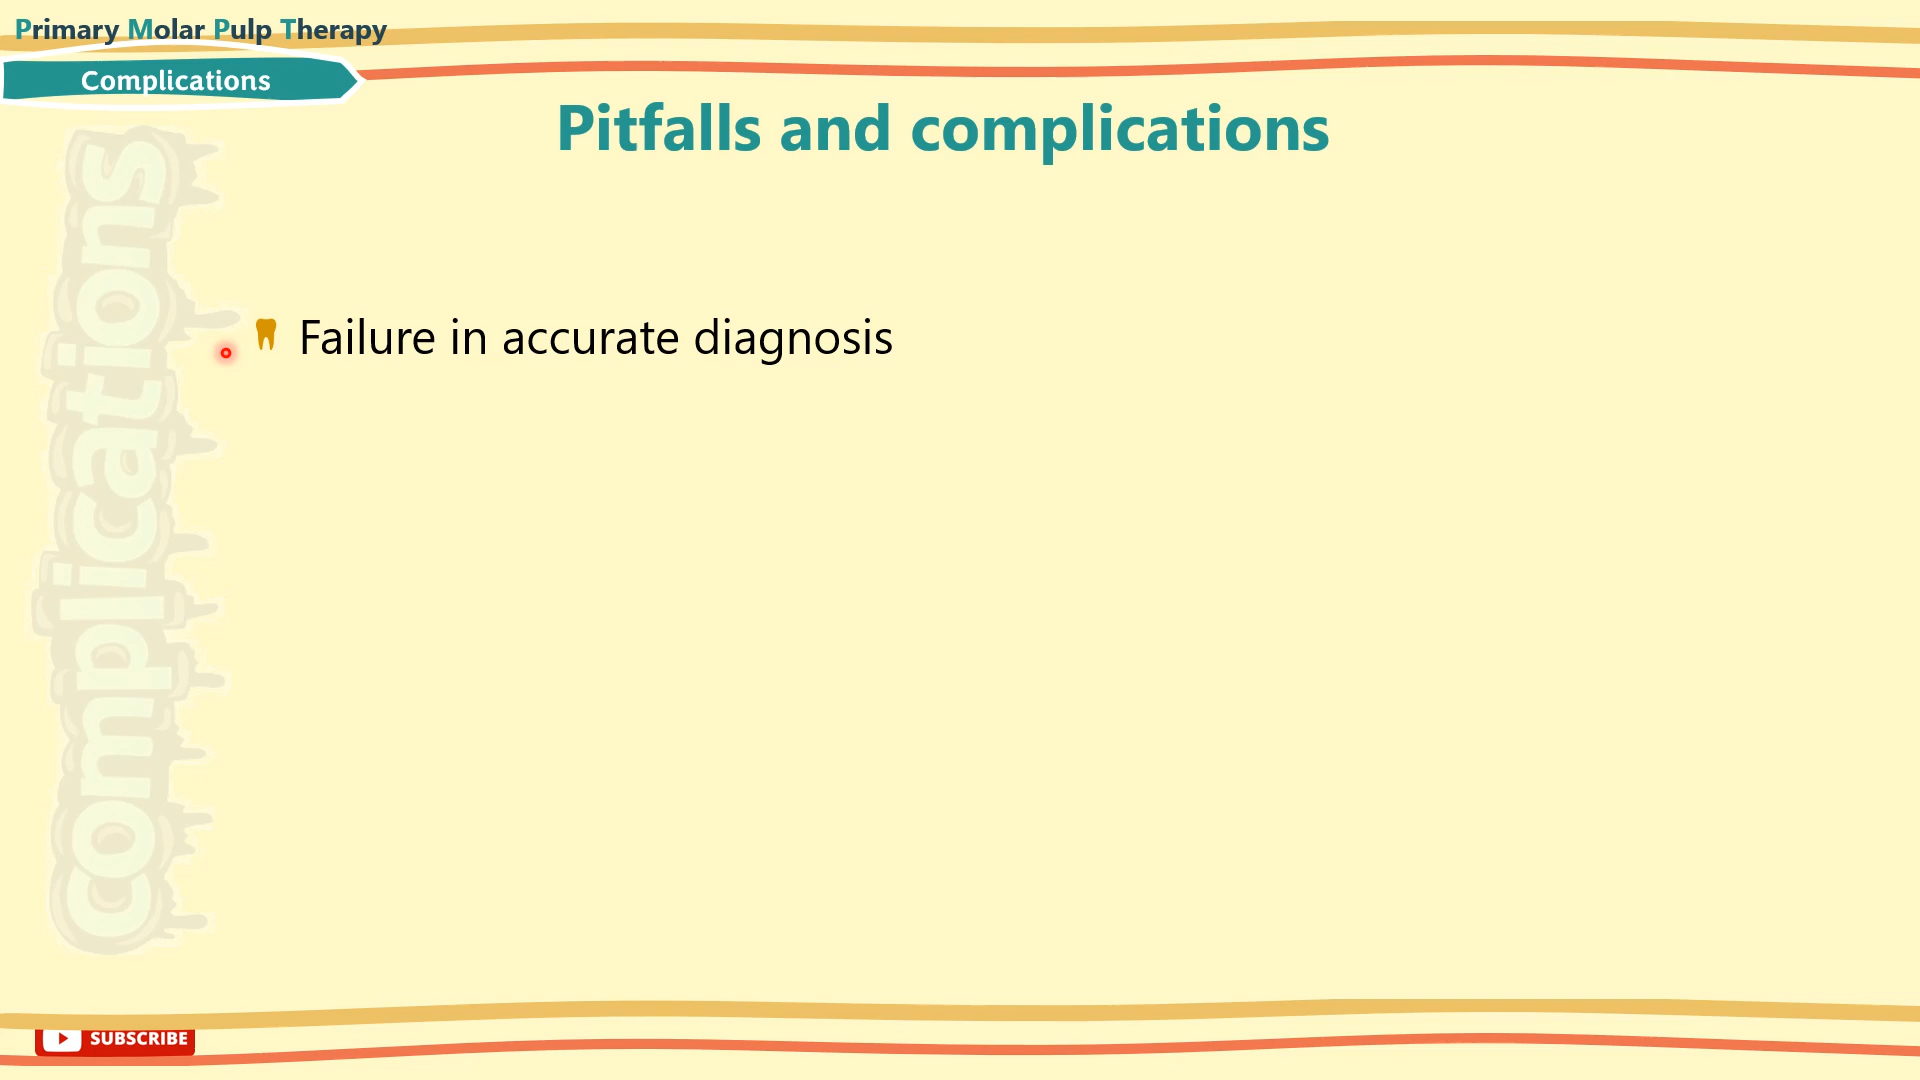 Primary Molar Pulp Therapy
Complications
Pitfalls and complications
complications
Failure in accurate diagnosis
SUBSCRIBE